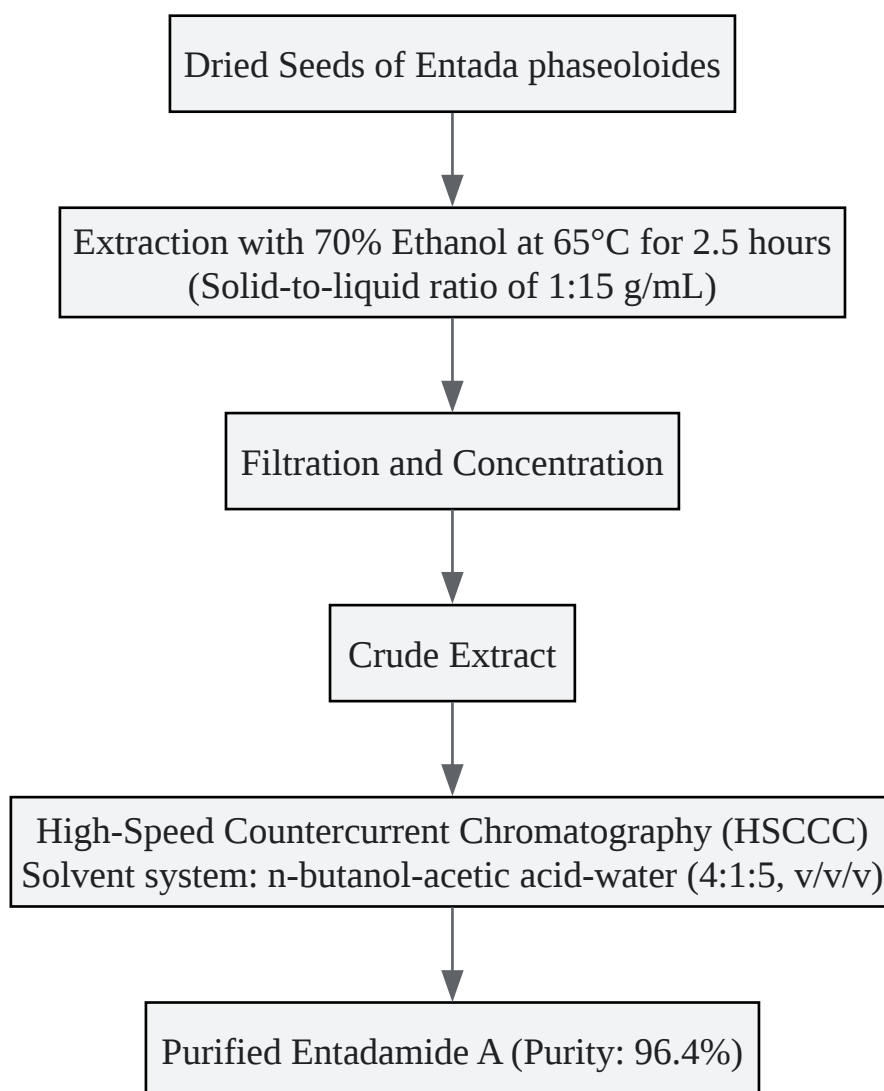 Dried Seeds of Entada phaseoloides
Extraction with 70% Ethanol at 65°C for 2.5 hours
(Solid-to-liquid ratio of 1:15 g/mL)
Filtration and Concentration
Crude Extract
High-Speed Countercurrent Chromatography (HSCCC)
Solvent system: n-butanol-acetic acid-water (4:1:5, v/v/v)
Purified Entadamide A (Purity: 96.4%)